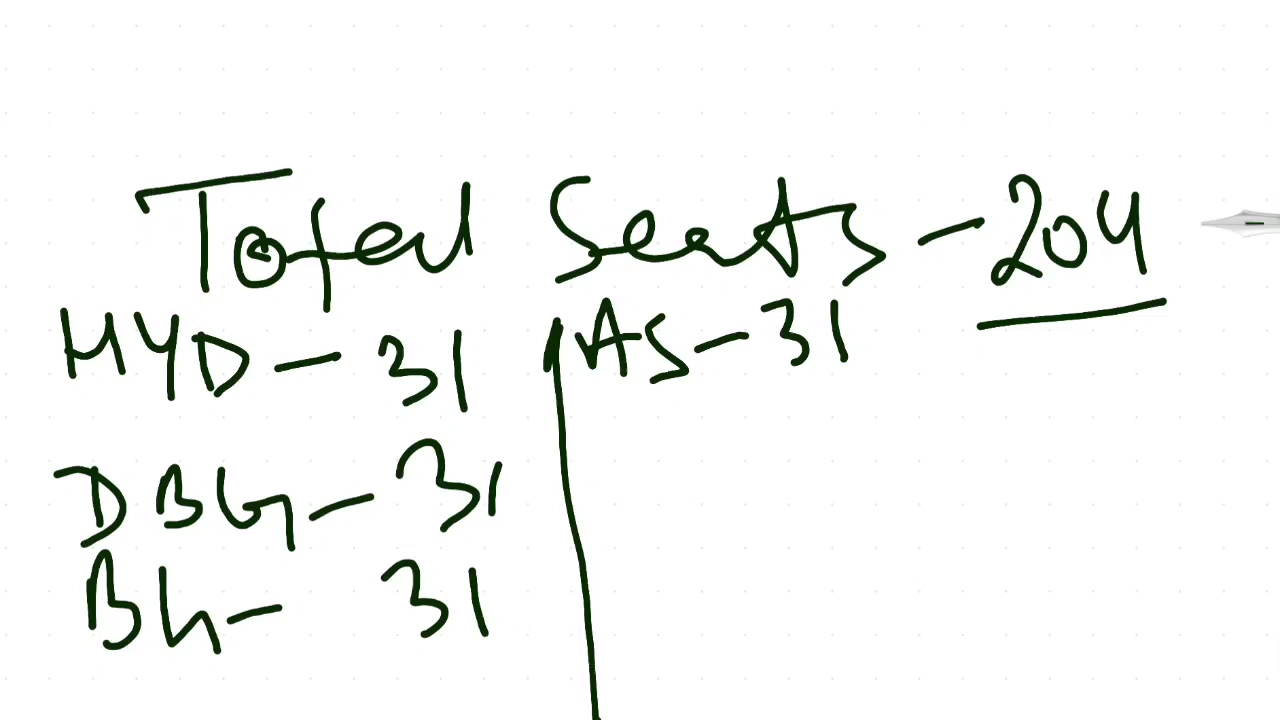 Total Seats - 204
HYD - 31
DBG - 31
BG - 31
AS - 31